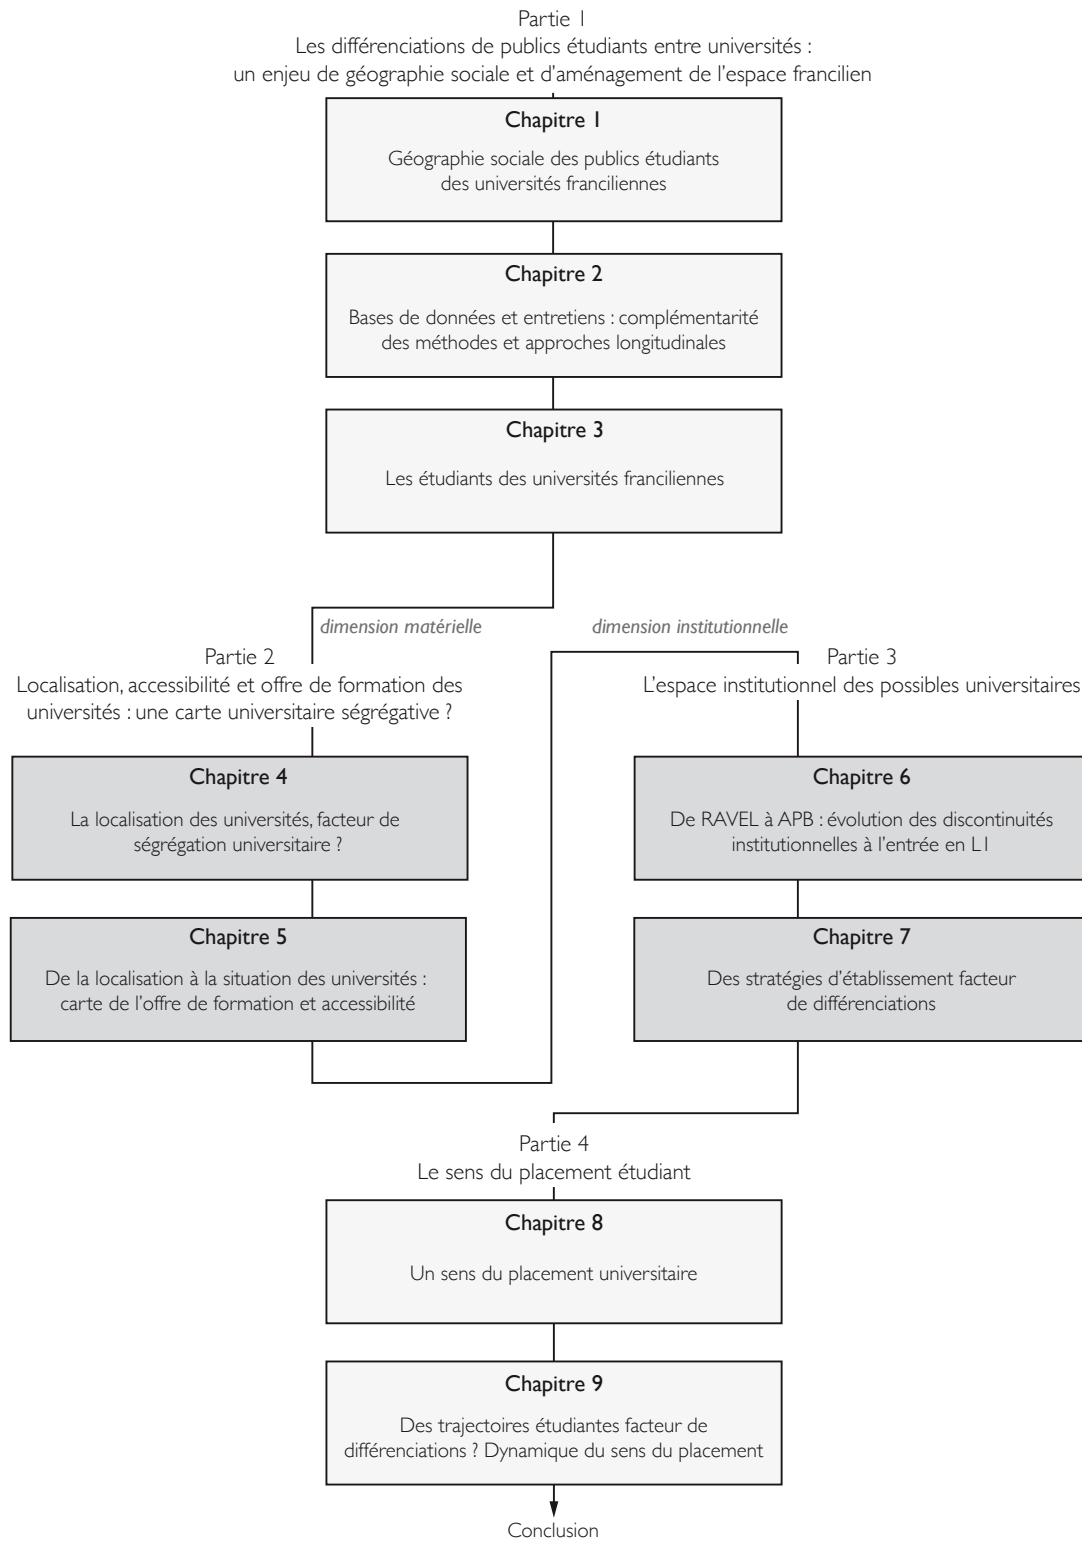 Partie 1
Les différenciations de publics étudiants entre universités :
un enjeu de géographie sociale et d'aménagement de l'espace francilien
Chapitre 1
Géographie sociale des publics étudiants
des universités franciliennes
Chapitre 2
Bases de données et entretiens : complémentarité
des méthodes et approches longitudinales
Chapitre 3
Les étudiants des universités franciliennes
dimension matérielle
dimension institutionnelle
Partie 2
Localisation, accessibilité et offre de formation des
universités : une carte universitaire ségrégative ?
Partie 3
L'espace institutionnel des possibles universitaires
Chapitre 4
La localisation des universités, facteur de
ségrégation universitaire ?
Chapitre 5
De la localisation à la situation des universités :
carte de l'offre de formation et accessibilité
Chapitre 6
De RAVEL à APB : évolution des discontinuités
institutionnelles à l'entrée en L1
Chapitre 7
Des stratégies d'établissement facteur
de différenciations
Partie 4
Le sens du placement étudiant
Chapitre 8
Un sens du placement universitaire
Chapitre 9
Des trajectoires étudiantes facteur de
différenciations ? Dynamique du sens du placement
Conclusion